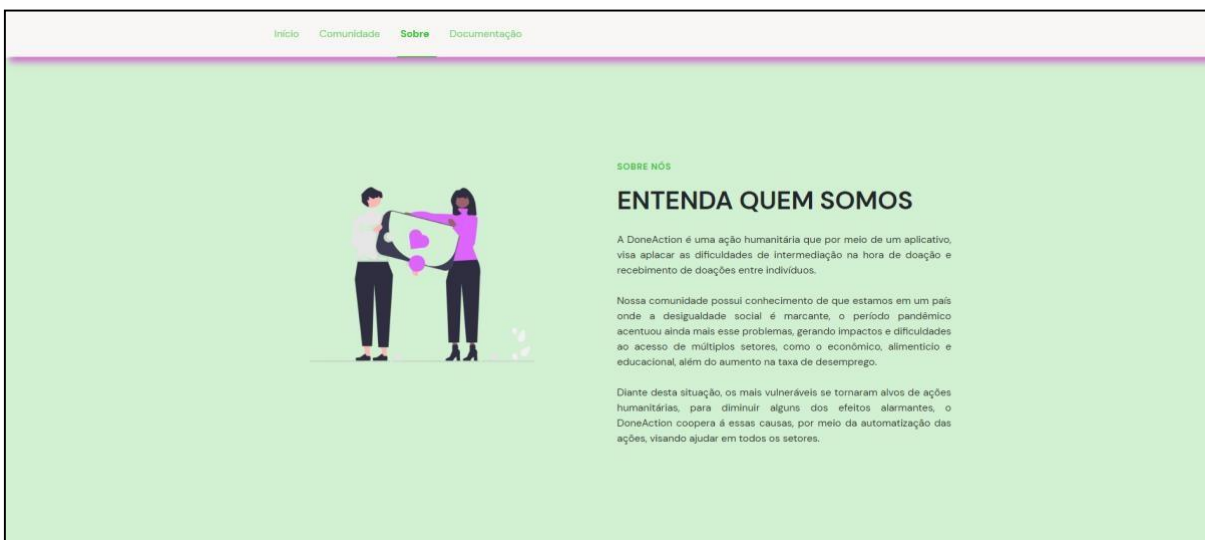 Início Comunidade Sobre Documentação
SOBRE NÓS
ENTENDA QUEM SOMOS
A DoneAction é uma ação humanitária que por meio de um aplicativo,
visa aplacar as dificuldades de intermediação na hora de doação e
recebimento de doações entre indivíduos.
Nossa comunidade possui conhecimento de que estamos em um país
onde a desigualdade social é marcante, o período pandêmico
acentuou ainda mais esse problemas, gerando impactos e dificuldades
ao acesso de múltiplos setores, como o econômico, alimentício e
educacional, além do aumento na taxa de desemprego.
Diante desta situação, os mais vulneráveis se tornaram alvos de ações
humanitárias, para diminuir alguns dos efeitos alarmantes, o
DoneAction coopera á essas causas, por meio da automatização das
ações, visando ajudar em todos os setores.